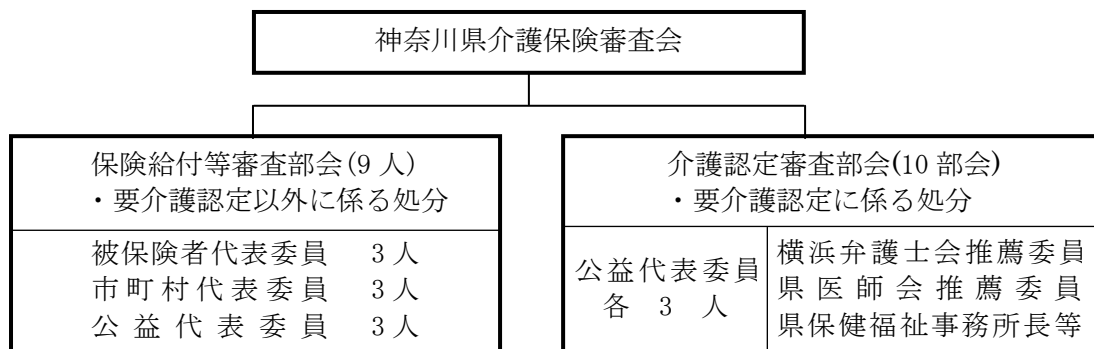 神奈川県介護保険審査会
保険給付等審査部会(9人)
・要介護認定以外に係る処分
被保険者代表委員 3人
市町村代表委員 3人
公益代表委員 3人
介護認定審査部会(10部会)
・要介護認定に係る処分
公益代表委員
各 3 人
横浜弁護士会推薦委員
県医師会推薦委員
県保健福祉事務所長等